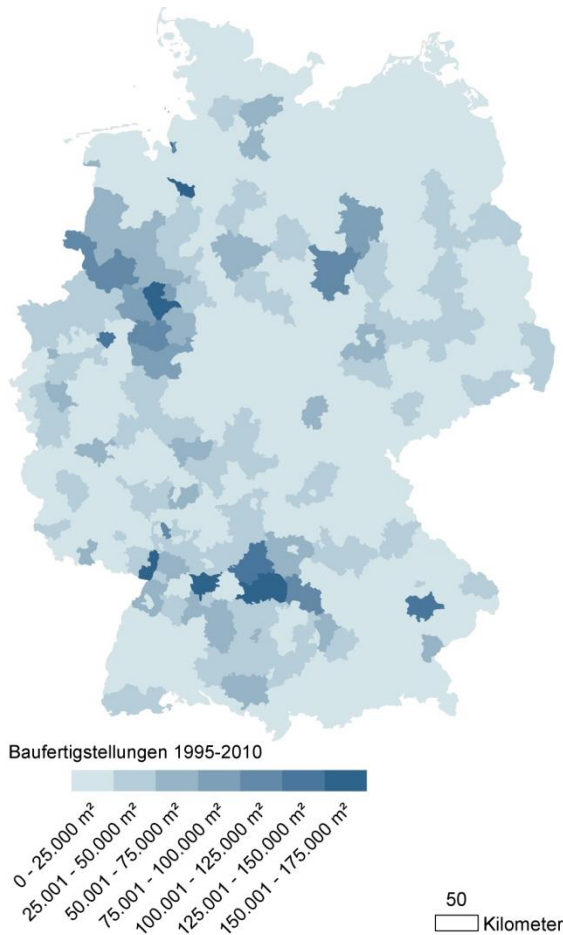 Baufertigstellungen 1995-2010
0 - 25.000 m²
25.001 - 50.000 m²
50.001 - 75.000 m²
75.001 - 100.000 m²
100.001 - 125.000 m²
125.001 - 150.000 m²
150.001 - 175.000 m²
50
Kilometer